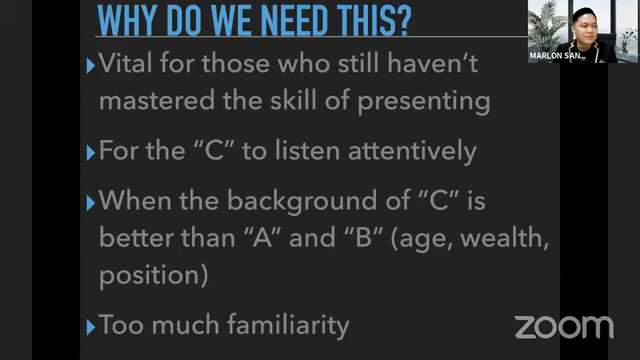 WHY DO WE NEED THIS?
Vital for those who still haven't
mastered the skill of presenting
For the “C” to listen attentively
When the background of “C” is
better than “A” and “B” (age, wealth,
position)
Too much familiarity
MARLON SAN...
zoom